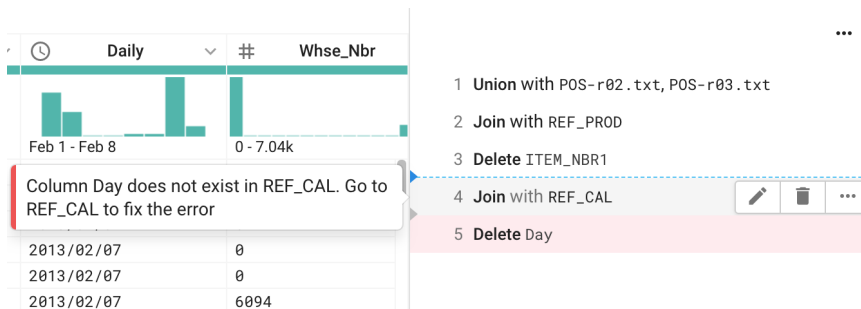 Daily
# Whse_Nbr
Feb 1 - Feb 8
0 - 7.04k
Column Day does not exist in REF_CAL. Go to
REF_CAL to fix the error
2013/02/07 0
2013/02/07 0
2013/02/07 6094
1 Union with POS-r02.txt, POS-r03.txt
2 Join with REF_PROD
3 Delete ITEM_NBR1
4 Join with REF_CAL
5 Delete Day